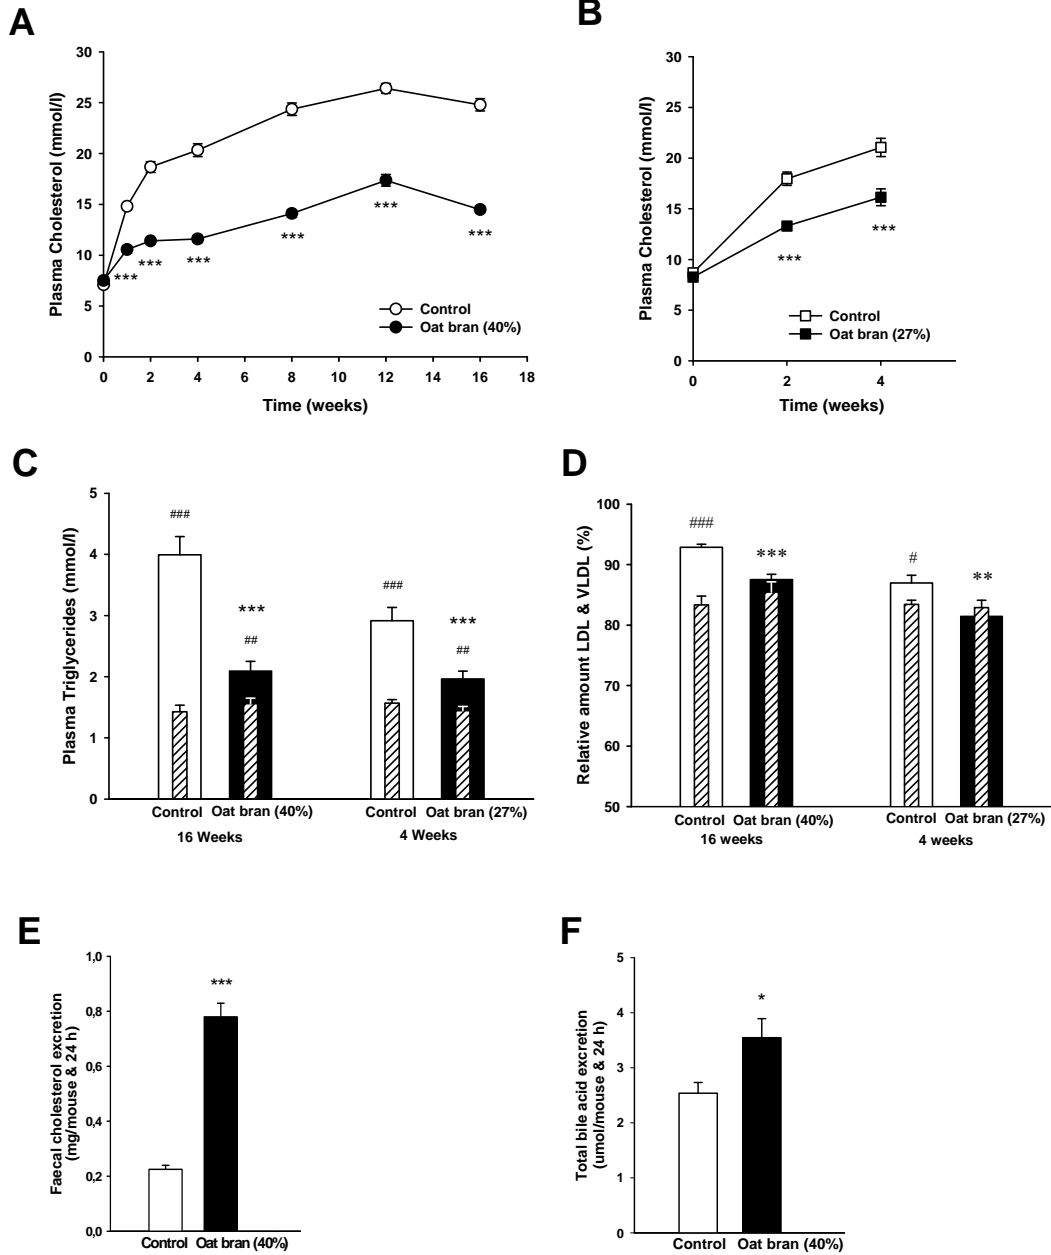 A
Plasma Cholesterol (mmol/l)
30
25
20
15
10
5
0
***
***
***
***
***
***
Control
Oat bran (40%)
0 2 4 6 8 10 12 14 16 18
Time (weeks)
B
Plasma Cholesterol (mmol/l)
30
25
20
15
10
5
0
***
***
Control
Oat bran (27%)
0 2 4
Time (weeks)
C
Plasma Triglycerides (mmol/l)
5
4
3
2
1
0
###
***
##
###
***
##
Control Oat bran (40%) Control Oat bran (27%)
16 Weeks 4 Weeks
D
Relative amount LDL & VLDL (%)
100
90
80
70
60
50
###
***
#
**
Control Oat bran (40%) Control Oat bran (27%)
16 weeks 4 weeks
E
Faecal cholesterol excretion
(mg/mouse & 24 h)
1,0
0,8
0,6
0,4
0,2
0,0
***
Control Oat bran (40%)
F
Total bile acid excretion
(umol/mouse & 24 h)
5
4
3
2
1
0
*
Control Oat bran (40%)